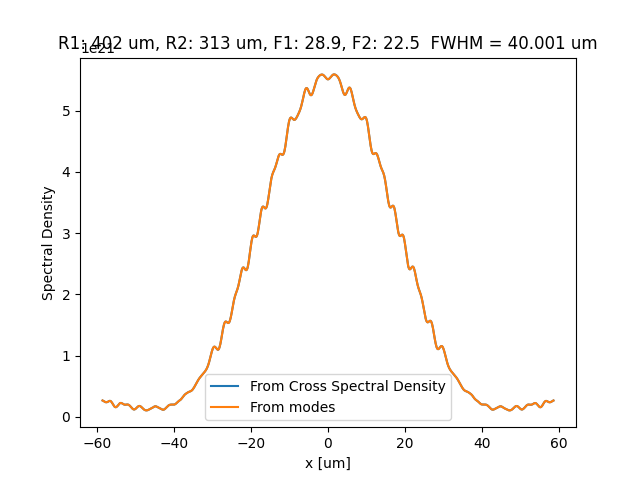 R1: 402 um, R2: 313 um, F1: 28.9, F2: 22.5 FWHM = 40.001 um
1e21
5
4
3
2
1
0
Spectral Density
From Cross Spectral Density
From modes
−60 −40 −20 0 20 40 60
x [um]